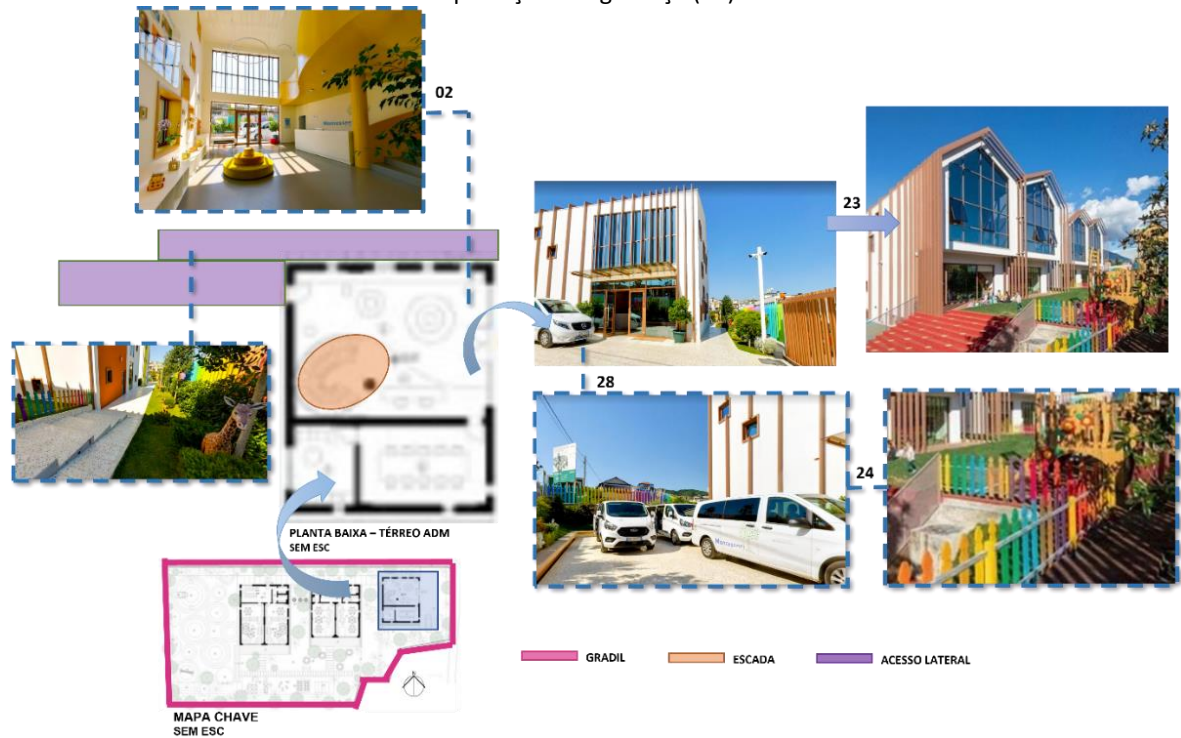 02
23
28
24
PLANTA BAIXA – TÉRREO ADM
SEM ESC
MAPA CHAVE
SEM ESC
GRADIL
ESCADA
ACESSO LATERAL